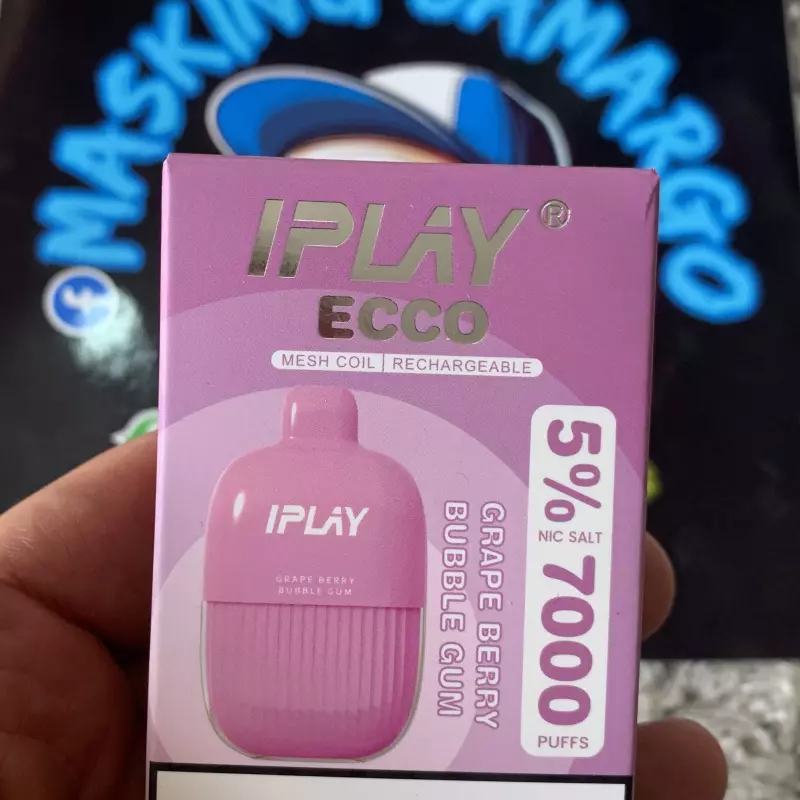 MASKING CAMARGO
f
IPLAY®
ECCO
MESH COIL | RECHARGEABLE
IPLAY
GRAPE BERRY
BUBBLE GUM
GRAPE BERRY
BUBBLE GUM
5%
NIC SALT
7000
PUFFS